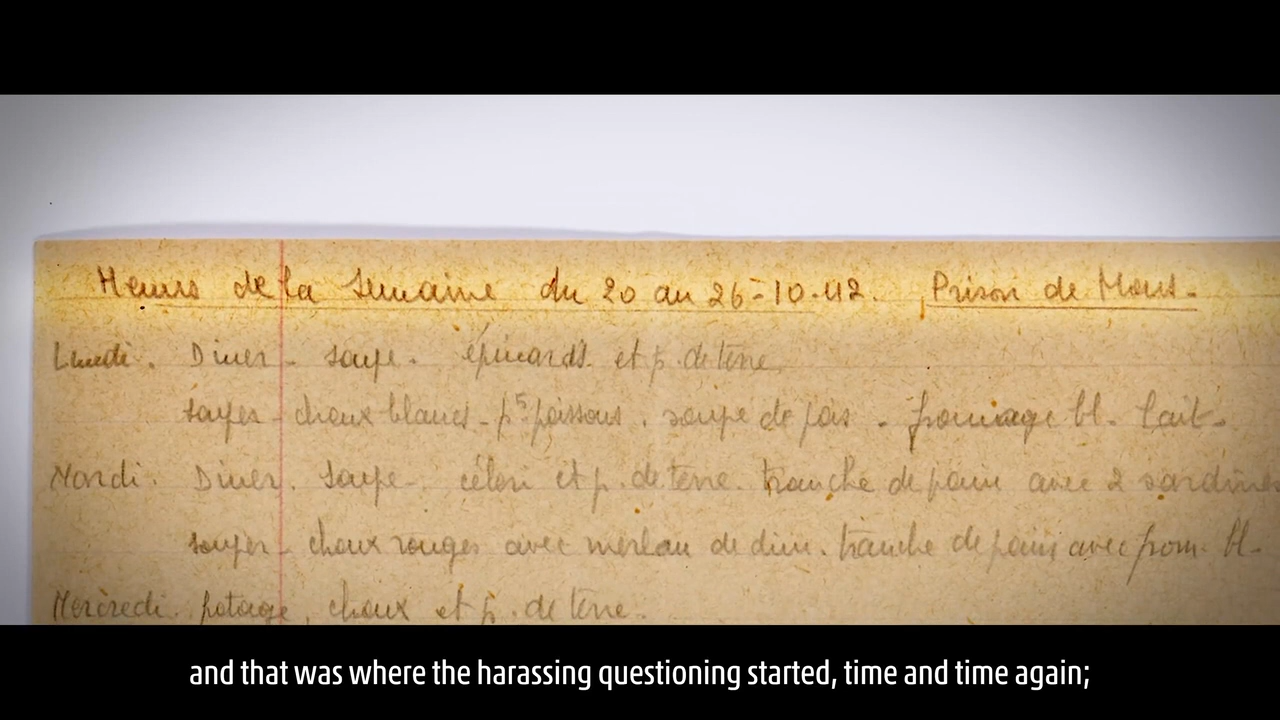 Menus de la Semaine du 20 au 26-10-42. Prison de Mons.
Lundi. Diner - soupe. épinards et p. de terre.
souper - choux blancs - pts poissons. soupe de pois - fromage bl. lait.
Mardi. Diner. soupe. céleri et p. de terre. tranche de pain avec 2 sardines
souper - choux rouges avec merlan de dim. tranche de pain avec from. bl.
Mercredi. potage, choux et p. de terre.
and that was where the harassing questioning started, time and time again;